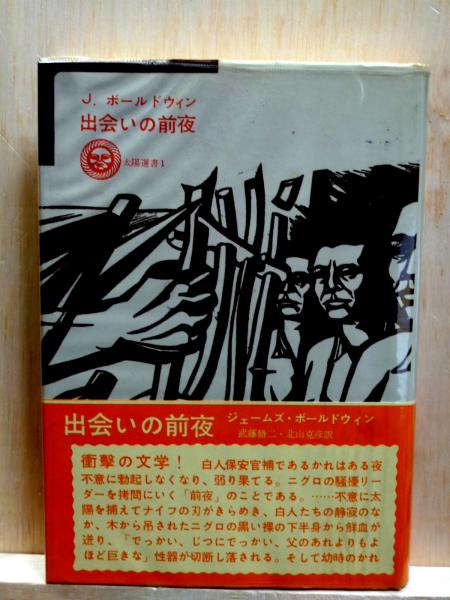 J. ボールドウィン
出会いの前夜
太陽選書1
出会いの前夜 ジェームズ・ボールドウィン
武藤脩二・北山克彦訳
衝撃の文学！ 白人保安官補であるかれはある夜
不意に勃起しなくなり、弱り果てる。ニグロの騒擾リー
ダーを拷問にいく「前夜」のことである。……不意に太
陽を捕えてナイフの刃がきらめき、白人たちの静寂のな
か、木から吊されたニグロの黒い裸の下半身から鮮血が
迸り、「でっかい、じつにでっかい、父のあれよりもよ
ほど巨きな」性器が切断し落される。そして幼時のかれ